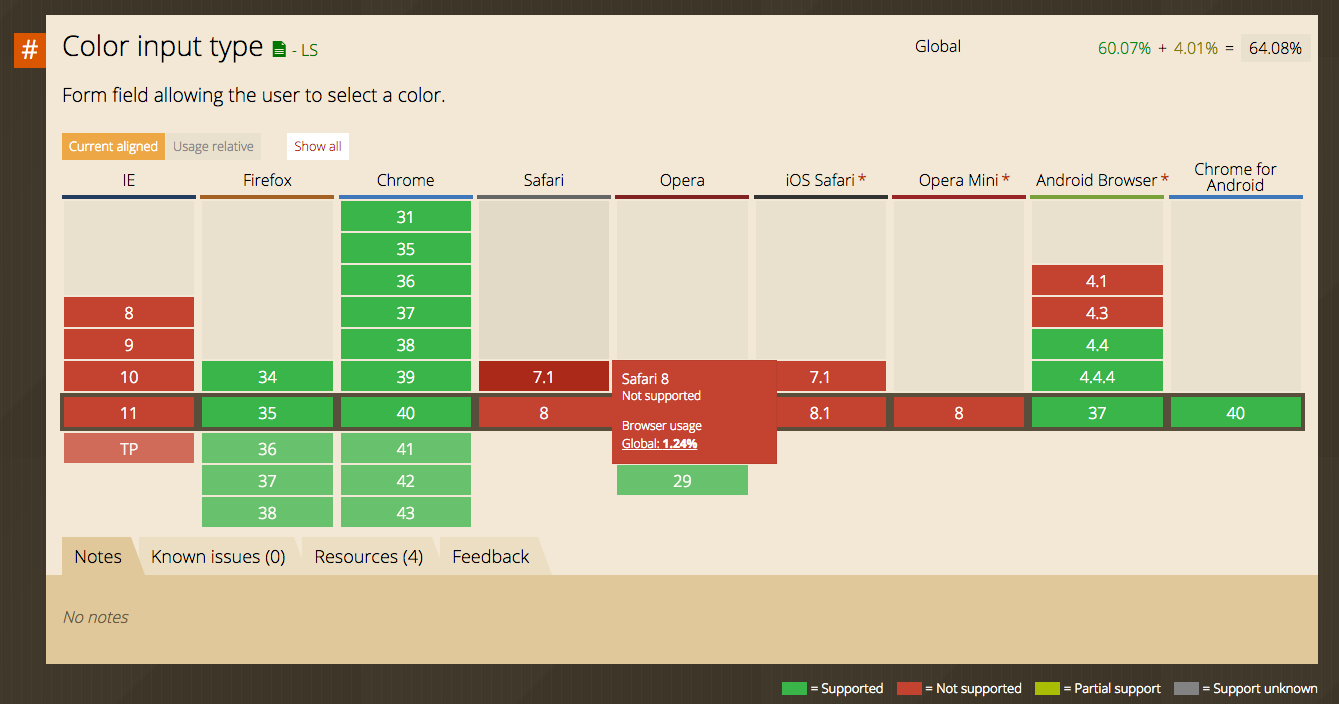 #
Color input type - LS
Global
60.07% + 4.01% = 64.08%
Form field allowing the user to select a color.
Current aligned
Usage relative
Show all
IE
Firefox
Chrome
Safari
Opera
iOS Safari *
Opera Mini *
Android Browser *
Chrome for
Android
31
35
36
4.1
37
8
38
4.3
9
4.4
10
34
39
7.1
7.1
4.4.4
11
35
40
8
8.1
8
37
40
Safari 8
Not supported
Browser usage
Global: 1.24%
TP
36
41
37
42
29
38
43
Notes
Known issues (0)
Resources (4)
Feedback
No notes
= Supported
= Not supported
= Partial support
= Support unknown